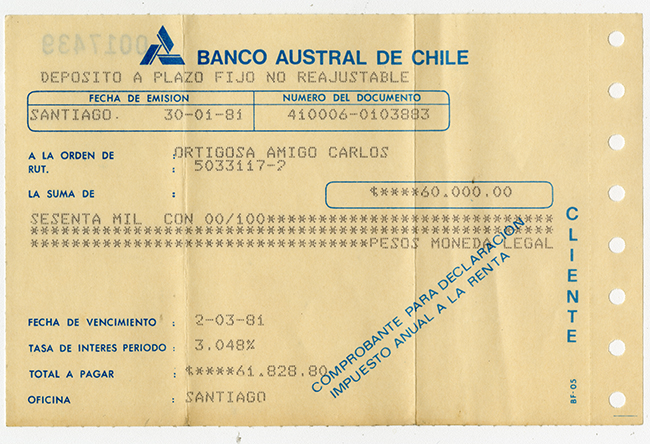 0017439
BANCO AUSTRAL DE CHILE
DEPOSITO A PLAZO FIJO NO REAJUSTABLE
FECHA DE EMISION NUMERO DEL DOCUMENTO
SANTIAGO. 30-01-81 410006-0103883
A LA ORDEN DE : ORTIGOSA AMIGO CARLOS
RUT. : 5033117-2
LA SUMA DE : $****60.000.00
SESENTA MIL CON 00/100************************************
**********************************************************
**********************************PESOS MONEDA LEGAL
CLIENTE
COMPROBANTE PARA DECLARACION
IMPUESTO ANUAL A LA RENTA
FECHA DE VENCIMIENTO : 2-03-81
TASA DE INTERES PERIODO : 3.048%
TOTAL A PAGAR : $****61.828.80
OFICINA : SANTIAGO
BF-05